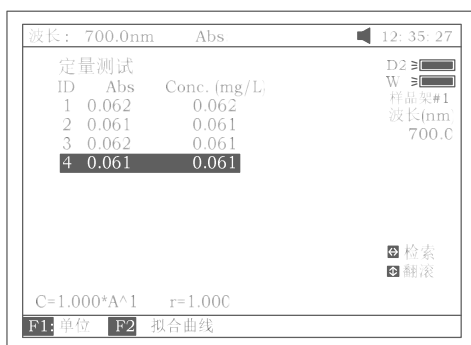 波长: 700.0nm Abs 12:35:27
定量测试
ID Abs Conc. (mg/L
1 0.062 0.062
2 0.061 0.061
3 0.062 0.061
4 0.061 0.061
D2
W
样品架#1
波长(nm
700.0
检索
翻滚
C=1.000*A^1 r=1.000
F1: 单位 F2 拟合曲线